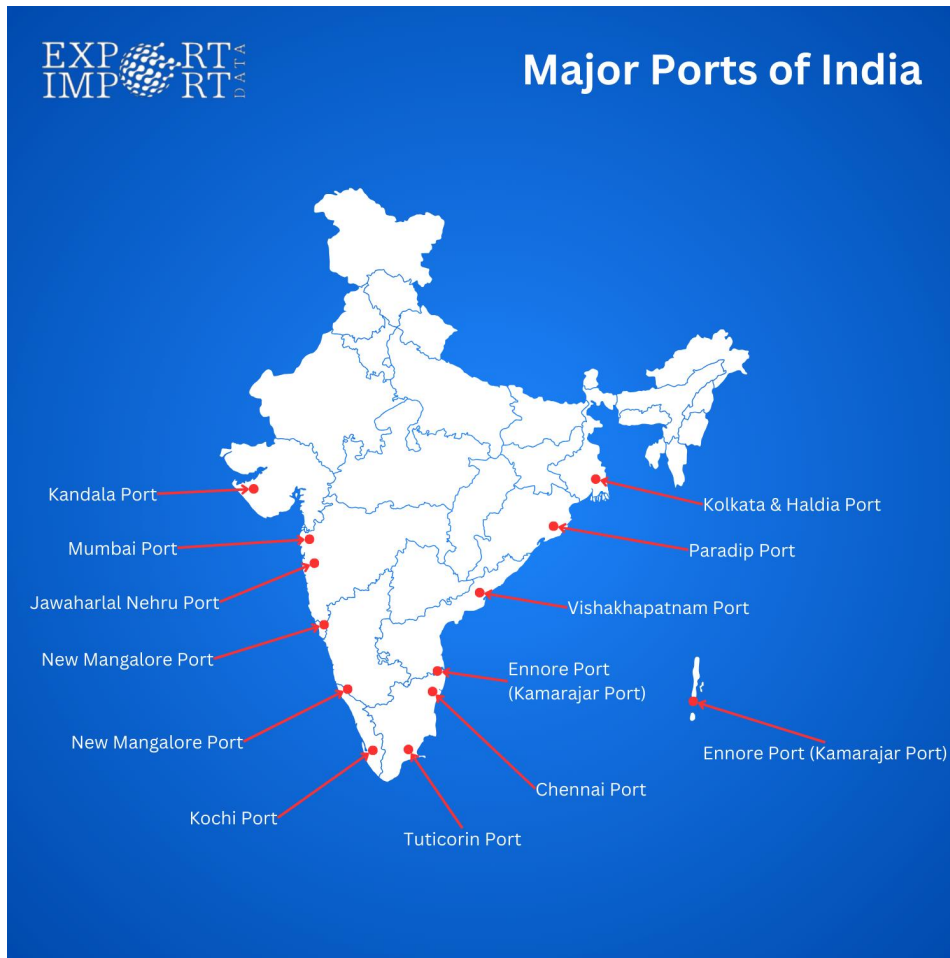 EXPORT
IMPORT
DATA
Major Ports of India
Kandala Port
Mumbai Port
Jawaharlal Nehru Port
New Mangalore Port
New Mangalore Port
Kochi Port
Tuticorin Port
Kolkata & Haldia Port
Paradip Port
Vishakhapatnam Port
Ennore Port
(Kamarajar Port)
Chennai Port
Ennore Port (Kamarajar Port)